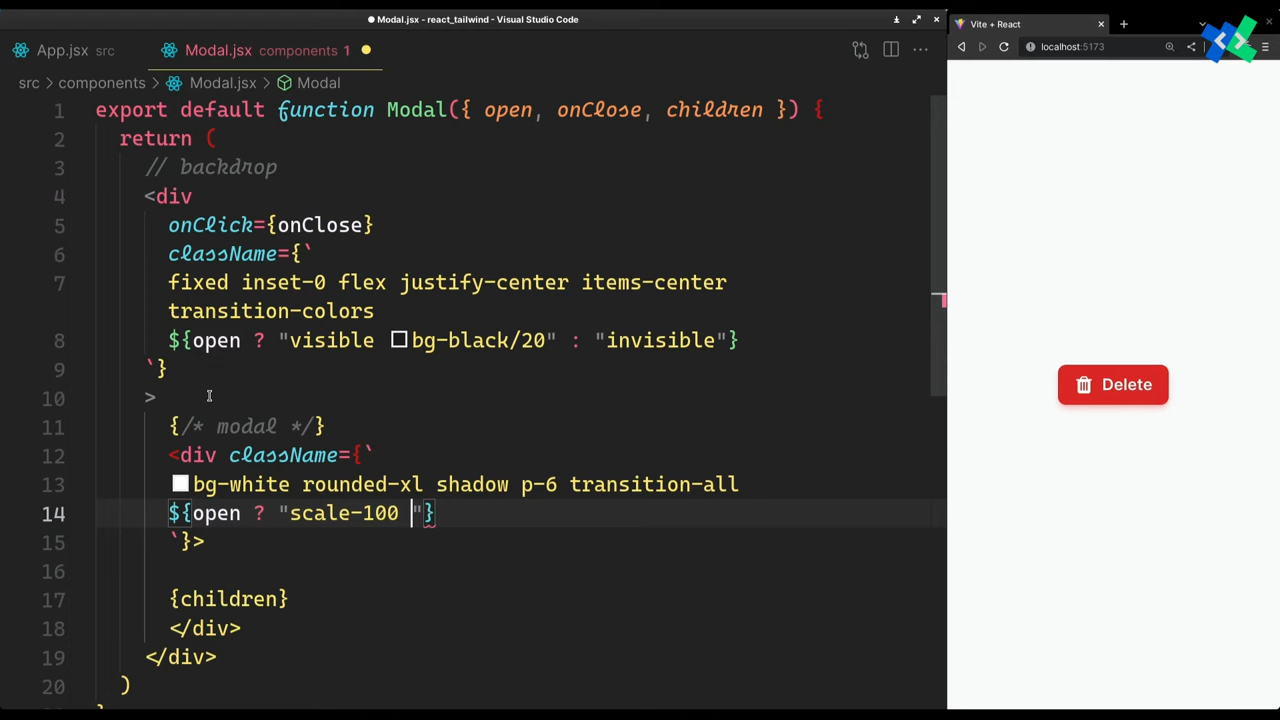 Modal.jsx - react_tailwind - Visual Studio Code
App.jsx src
Modal.jsx components 1
src > components > Modal.jsx > Modal
1 export default function Modal({ open, onClose, children }) {
2 return (
3 // backdrop
4 <div
5 onClick={onClose}
6 className={`
7 fixed inset-0 flex justify-center items-center
transition-colors
8 ${open ? "visible bg-black/20" : "invisible"}
9 `}
10 >
11 {/* modal */}
12 <div className={`
13 bg-white rounded-xl shadow p-6 transition-all
14 ${open ? "scale-100 "}
15 `}>
16
17 {children}
18 </div>
19 </div>
20 )
Vite + React
localhost:5173
Delete